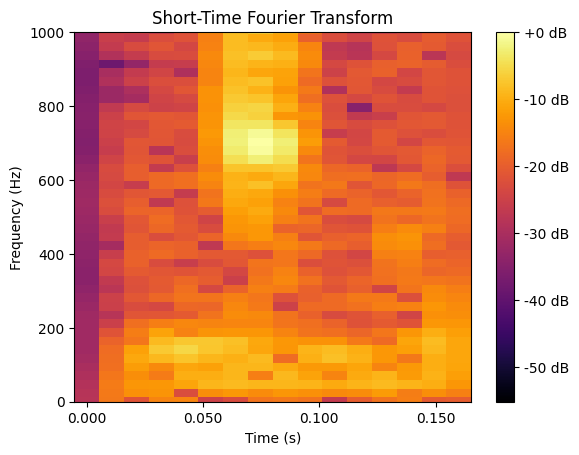 Short-Time Fourier Transform
1000
800
600
400
200
0
Frequency (Hz)
0.000
0.050
0.100
0.150
Time (s)
+0 dB
-10 dB
-20 dB
-30 dB
-40 dB
-50 dB